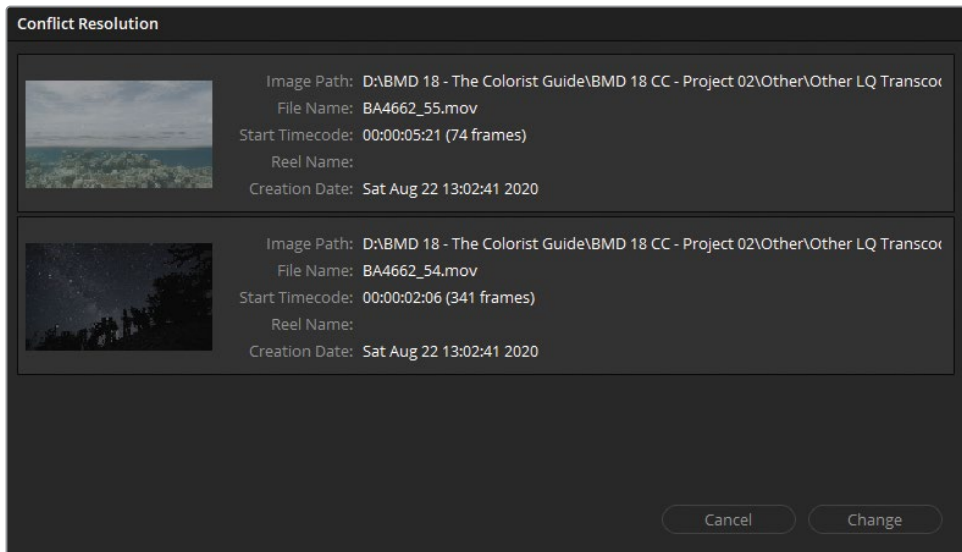 Conflict Resolution
Image Path: D:\BMD 18 - The Colorist Guide\BMD 18 CC - Project 02\Other\Other LQ Transcod
File Name: BA4662_55.mov
Start Timecode: 00:00:05:21 (74 frames)
Reel Name:
Creation Date: Sat Aug 22 13:02:41 2020
Image Path: D:\BMD 18 - The Colorist Guide\BMD 18 CC - Project 02\Other\Other LQ Transcod
File Name: BA4662_54.mov
Start Timecode: 00:00:02:06 (341 frames)
Reel Name:
Creation Date: Sat Aug 22 13:02:41 2020
Cancel Change